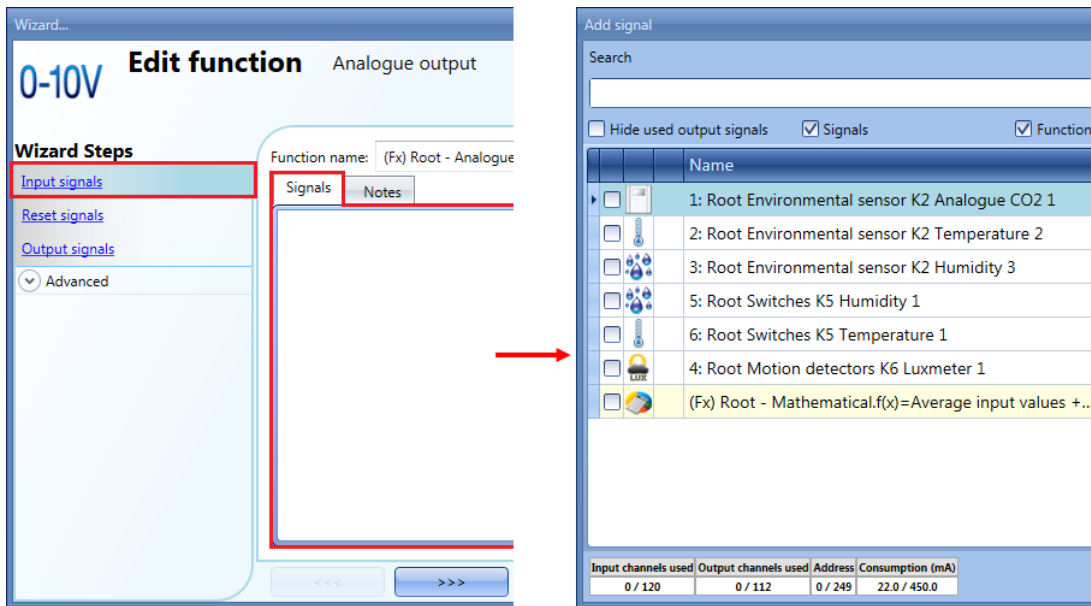 Wizard...
0-10V
Edit function Analogue output
Wizard Steps
Input signals
Reset signals
Output signals
Advanced
Function name: (Fx) Root - Analogue
Signals Notes
<<< >>>
Add signal
Search
Hide used output signals Signals Function
Name
1: Root Environmental sensor K2 Analogue CO2 1
2: Root Environmental sensor K2 Temperature 2
3: Root Environmental sensor K2 Humidity 3
5: Root Switches K5 Humidity 1
6: Root Switches K5 Temperature 1
LUX
4: Root Motion detectors K6 Luxmeter 1
(Fx) Root - Mathematical.f(x)=Average input values +...
Input channels used Output channels used Address Consumption (mA)
0 / 120 0 / 112 0 / 249 22.0 / 450.0